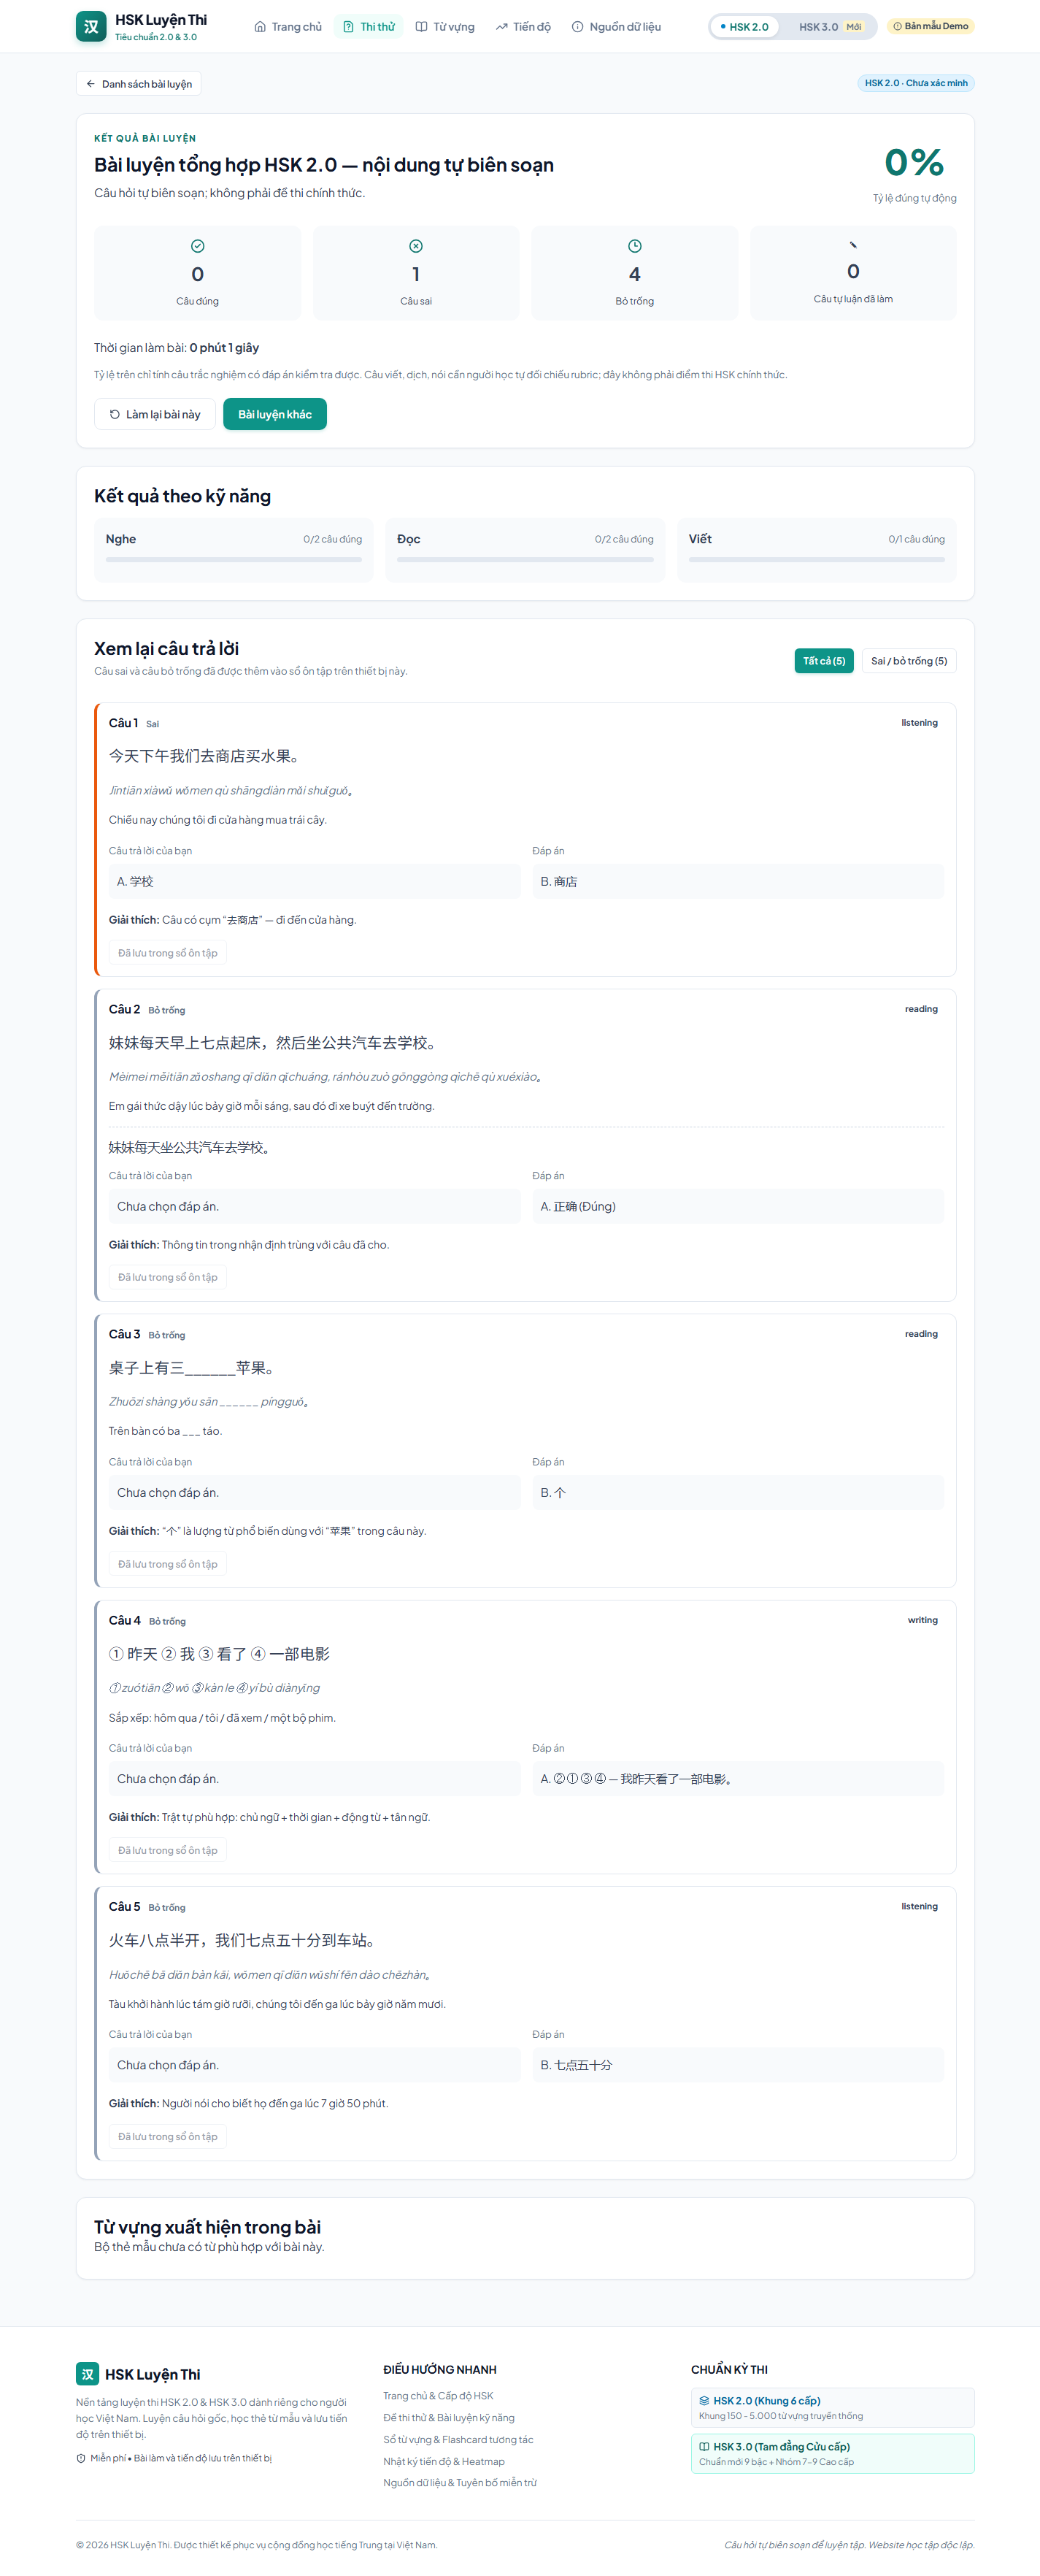 汉 HSK Luyện Thi
Tiêu chuẩn 2.0 & 3.0
Trang chủ Thi thử Từ vựng Tiến độ Nguồn dữ liệu
HSK 2.0 HSK 3.0 Mới Bản mẫu Demo
Danh sách bài luyện
HSK 2.0 · Chưa xác minh
KẾT QUẢ BÀI LUYỆN
Bài luyện tổng hợp HSK 2.0 — nội dung tự biên soạn
Câu hỏi tự biên soạn; không phải đề thi chính thức.
0%
Tỷ lệ đúng tự động
0
Câu đúng
1
Câu sai
4
Bỏ trống
0
Câu tự luận đã làm
Thời gian làm bài: 0 phút 1 giây
Tỷ lệ trên chỉ tính câu trắc nghiệm có đáp án kiểm tra được. Câu viết, dịch, nói cần người học tự đối chiếu rubric; đây không phải điểm thi HSK chính thức.
Làm lại bài này Bài luyện khác
Kết quả theo kỹ năng
Nghe 0/2 câu đúng
Đọc 0/2 câu đúng
Viết 0/1 câu đúng
Xem lại câu trả lời
Câu sai và câu bỏ trống đã được thêm vào sổ ôn tập trên thiết bị này.
Tất cả (5) Sai / bỏ trống (5)
Câu 1 Sai listening
今天下午我们去商店买水果。
Jīntiān xiàwǔ wǒmen qù shāngdiàn mǎi shuǐguǒ。
Chiều nay chúng tôi đi cửa hàng mua trái cây.
Câu trả lời của bạn Đáp án
A. 学校 B. 商店
Giải thích: Câu có cụm “去商店” — đi đến cửa hàng.
Đã lưu trong sổ ôn tập
Câu 2 Bỏ trống reading
妹妹每天早上七点起床，然后坐公共汽车去学校。
Mèimei měitiān zǎoshang qī diǎn qǐchuáng, ránhòu zuò gōnggòng qìchē qù xuéxiào。
Em gái thức dậy lúc bảy giờ mỗi sáng, sau đó đi xe buýt đến trường.
妹妹每天坐公共汽车去学校。
Câu trả lời của bạn Đáp án
Chưa chọn đáp án. A. 正确 (Đúng)
Giải thích: Thông tin trong nhận định trùng với câu đã cho.
Đã lưu trong sổ ôn tập
Câu 3 Bỏ trống reading
桌子上有三______苹果。
Zhuōzi shàng yǒu sān ______ píngguǒ。
Trên bàn có ba ___ táo.
Câu trả lời của bạn Đáp án
Chưa chọn đáp án. B. 个
Giải thích: “个” là lượng từ phổ biến dùng với “苹果” trong câu này.
Đã lưu trong sổ ôn tập
Câu 4 Bỏ trống writing
① 昨天 ② 我 ③ 看了 ④ 一部电影
① zuótiān ② wǒ ③ kàn le ④ yí bù diànyǐng
Sắp xếp: hôm qua / tôi / đã xem / một bộ phim.
Câu trả lời của bạn Đáp án
Chưa chọn đáp án. A. ②①③④ — 我昨天看了一部电影。
Giải thích: Trật tự phù hợp: chủ ngữ + thời gian + động từ + tân ngữ.
Đã lưu trong sổ ôn tập
Câu 5 Bỏ trống listening
火车八点半开，我们七点五十分到车站。
Huǒchē bā diǎn bàn kāi, wǒmen qī diǎn wǔshí fēn dào chēzhàn。
Tàu khởi hành lúc tám giờ rưỡi, chúng tôi đến ga lúc bảy giờ năm mươi.
Câu trả lời của bạn Đáp án
Chưa chọn đáp án. B. 七点五十分
Giải thích: Người nói cho biết họ đến ga lúc 7 giờ 50 phút.
Đã lưu trong sổ ôn tập
Từ vựng xuất hiện trong bài
Bộ thẻ mẫu chưa có từ phù hợp với bài này.
汉 HSK Luyện Thi
Nền tảng luyện thi HSK 2.0 & HSK 3.0 dành riêng cho người
học Việt Nam. Luyện câu hỏi gốc, học thẻ từ mẫu và lưu tiến
độ trên thiết bị.
Miễn phí • Bài làm và tiến độ lưu trên thiết bị
ĐIỀU HƯỚNG NHANH
Trang chủ & Cấp độ HSK
Đề thi thử & Bài luyện kỹ năng
Sổ từ vựng & Flashcard tương tác
Nhật ký tiến độ & Heatmap
Nguồn dữ liệu & Tuyên bố miễn trừ
CHUẨN KỲ THI
HSK 2.0 (Khung 6 cấp)
Khung 150 - 5.000 từ vựng truyền thống
HSK 3.0 (Tam đẳng Cửu cấp)
Chuẩn mới 9 bậc + Nhóm 7–9 Cao cấp
© 2026 HSK Luyện Thi. Được thiết kế phục vụ cộng đồng học tiếng Trung tại Việt Nam.
Câu hỏi tự biên soạn để luyện tập. Website học tập độc lập.